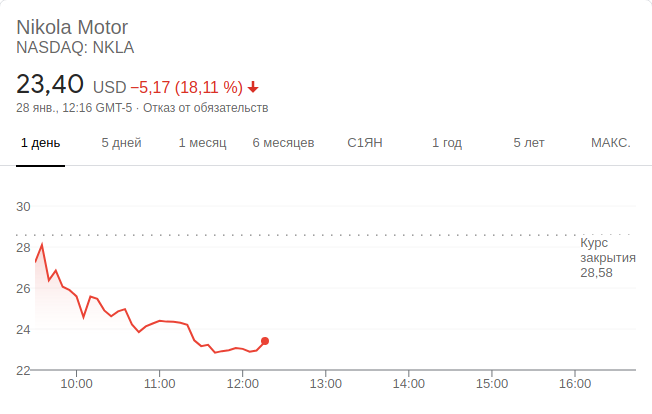 Nikola Motor
NASDAQ: NKLA
23,40 USD −5,17 (18,11 %)
28 янв., 12:16 GMT-5 · Отказ от обязательств
1 день 5 дней 1 месяц 6 месяцев С1ЯН 1 год 5 лет МАКС.
30
28
26
24
22
Курс
закрытия
28,58
10:00 11:00 12:00 13:00 14:00 15:00 16:00